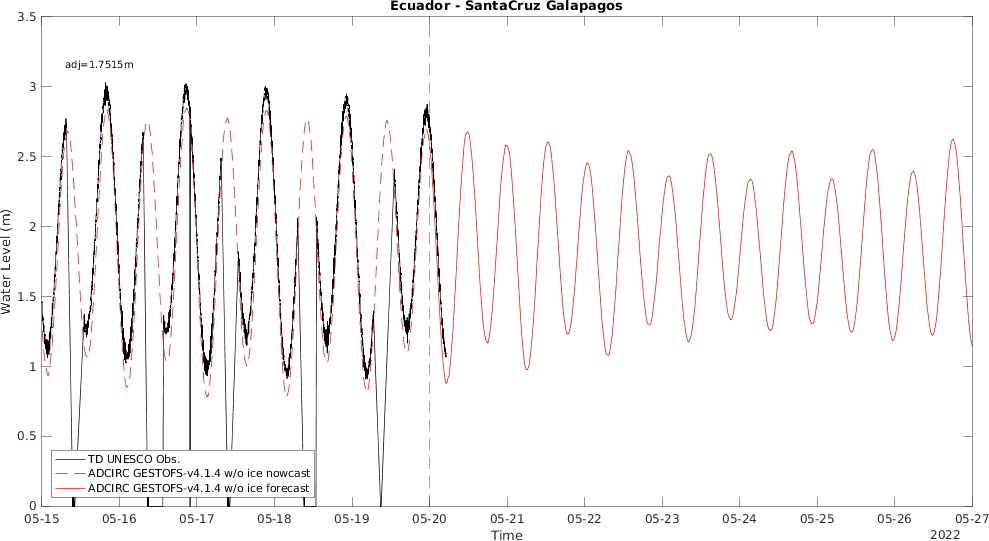 Ecuador - SantaCruz Galapagos
adj=1.7515m
Water Level (m)
3.5
3
2.5
2
1.5
1
0.5
0
TD UNESCO Obs.
ADCIRC GESTOFS-v4.1.4 w/o ice nowcast
ADCIRC GESTOFS-v4.1.4 w/o ice forecast
05-15 05-16 05-17 05-18 05-19 05-20 05-21 05-22 05-23 05-24 05-25 05-26 05-27
Time
2022